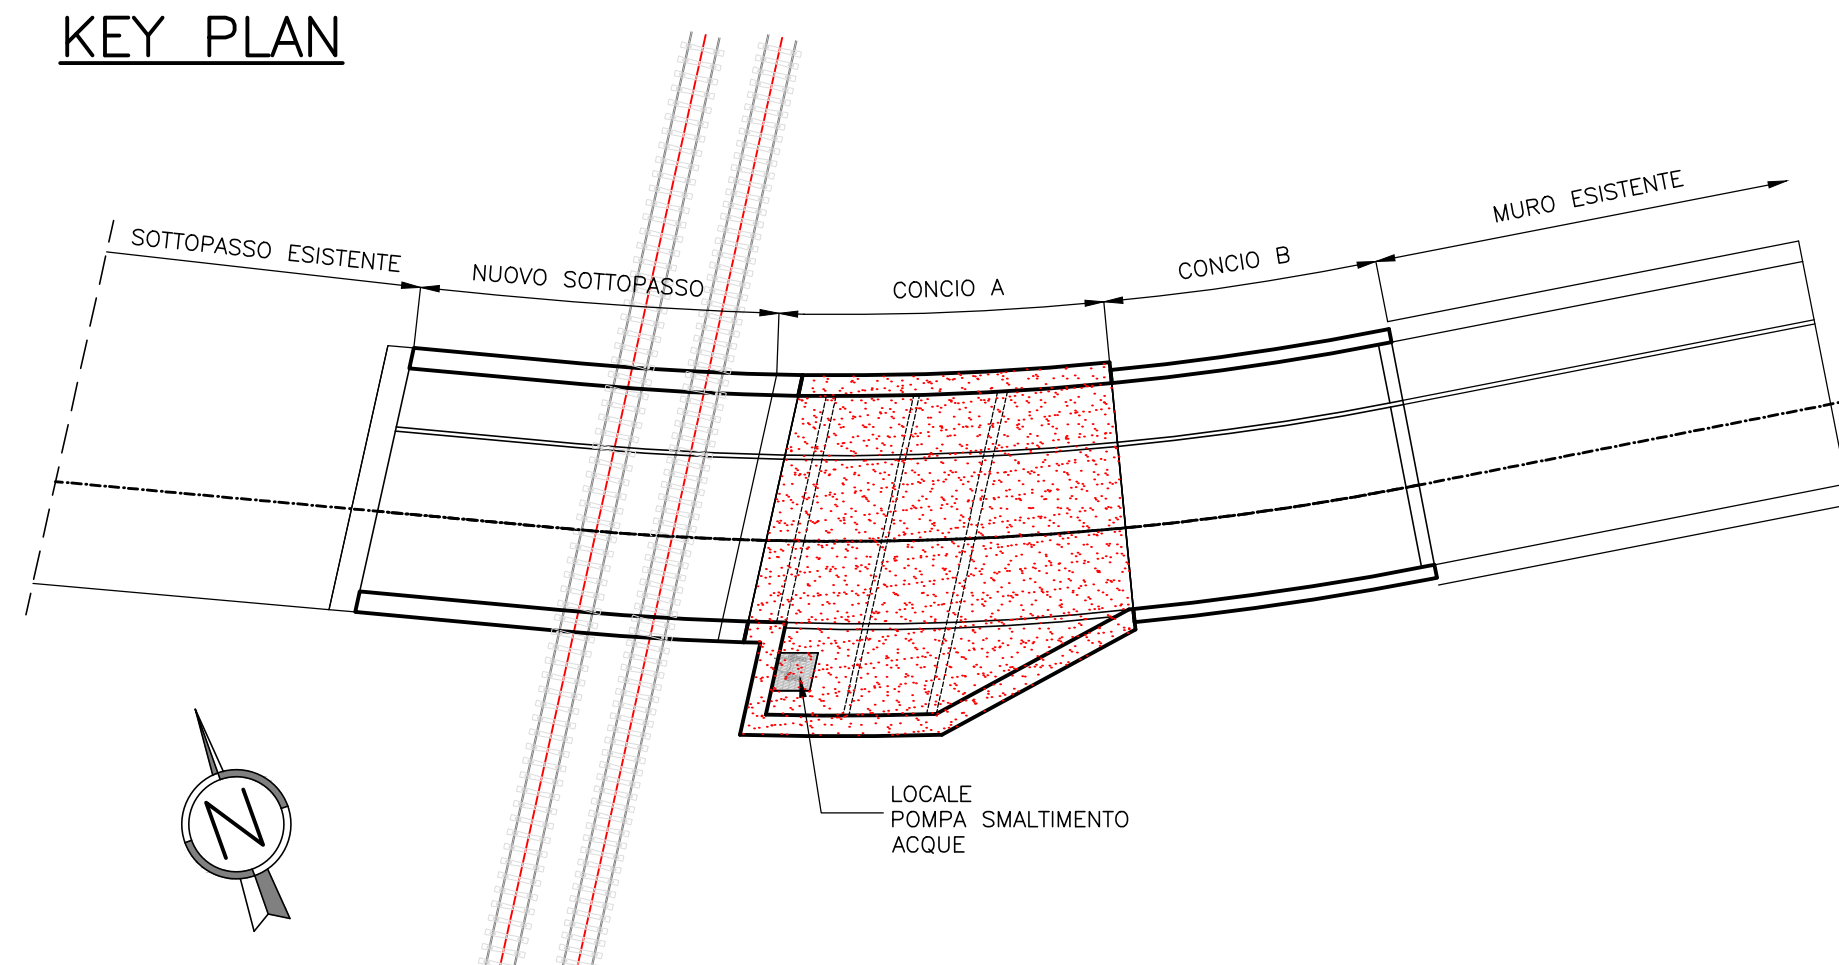 KEY PLAN
SOTTOPASSO ESISTENTE
NUOVO SOTTOPASSO
CONCIO A
CONCIO B
MURO ESISTENTE
LOCALE
POMPA SMALTIMENTO
ACQUE
N